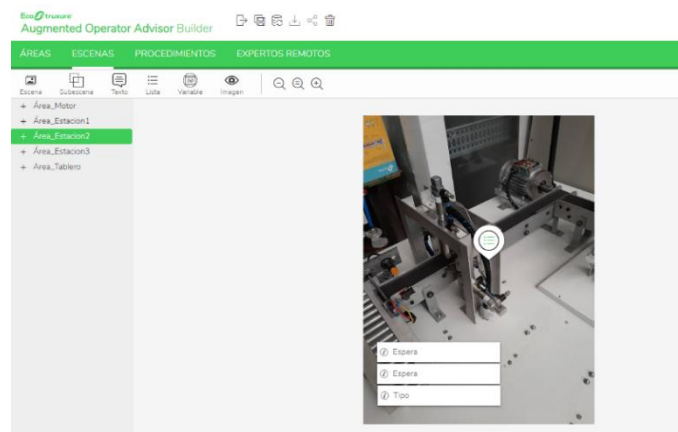 EcoStruxure
Augmented Operator Advisor Builder
ÁREAS ESCENAS PROCEDIMIENTOS EXPERTOS REMOTOS
Escena Subescena Texto Lista Variable Imagen
+ Área_Motor
+ Área_Estacion1
+ Área_Estacion2
+ Área_Estacion3
+ Área_Tablero
Espera
Espera
Tipo